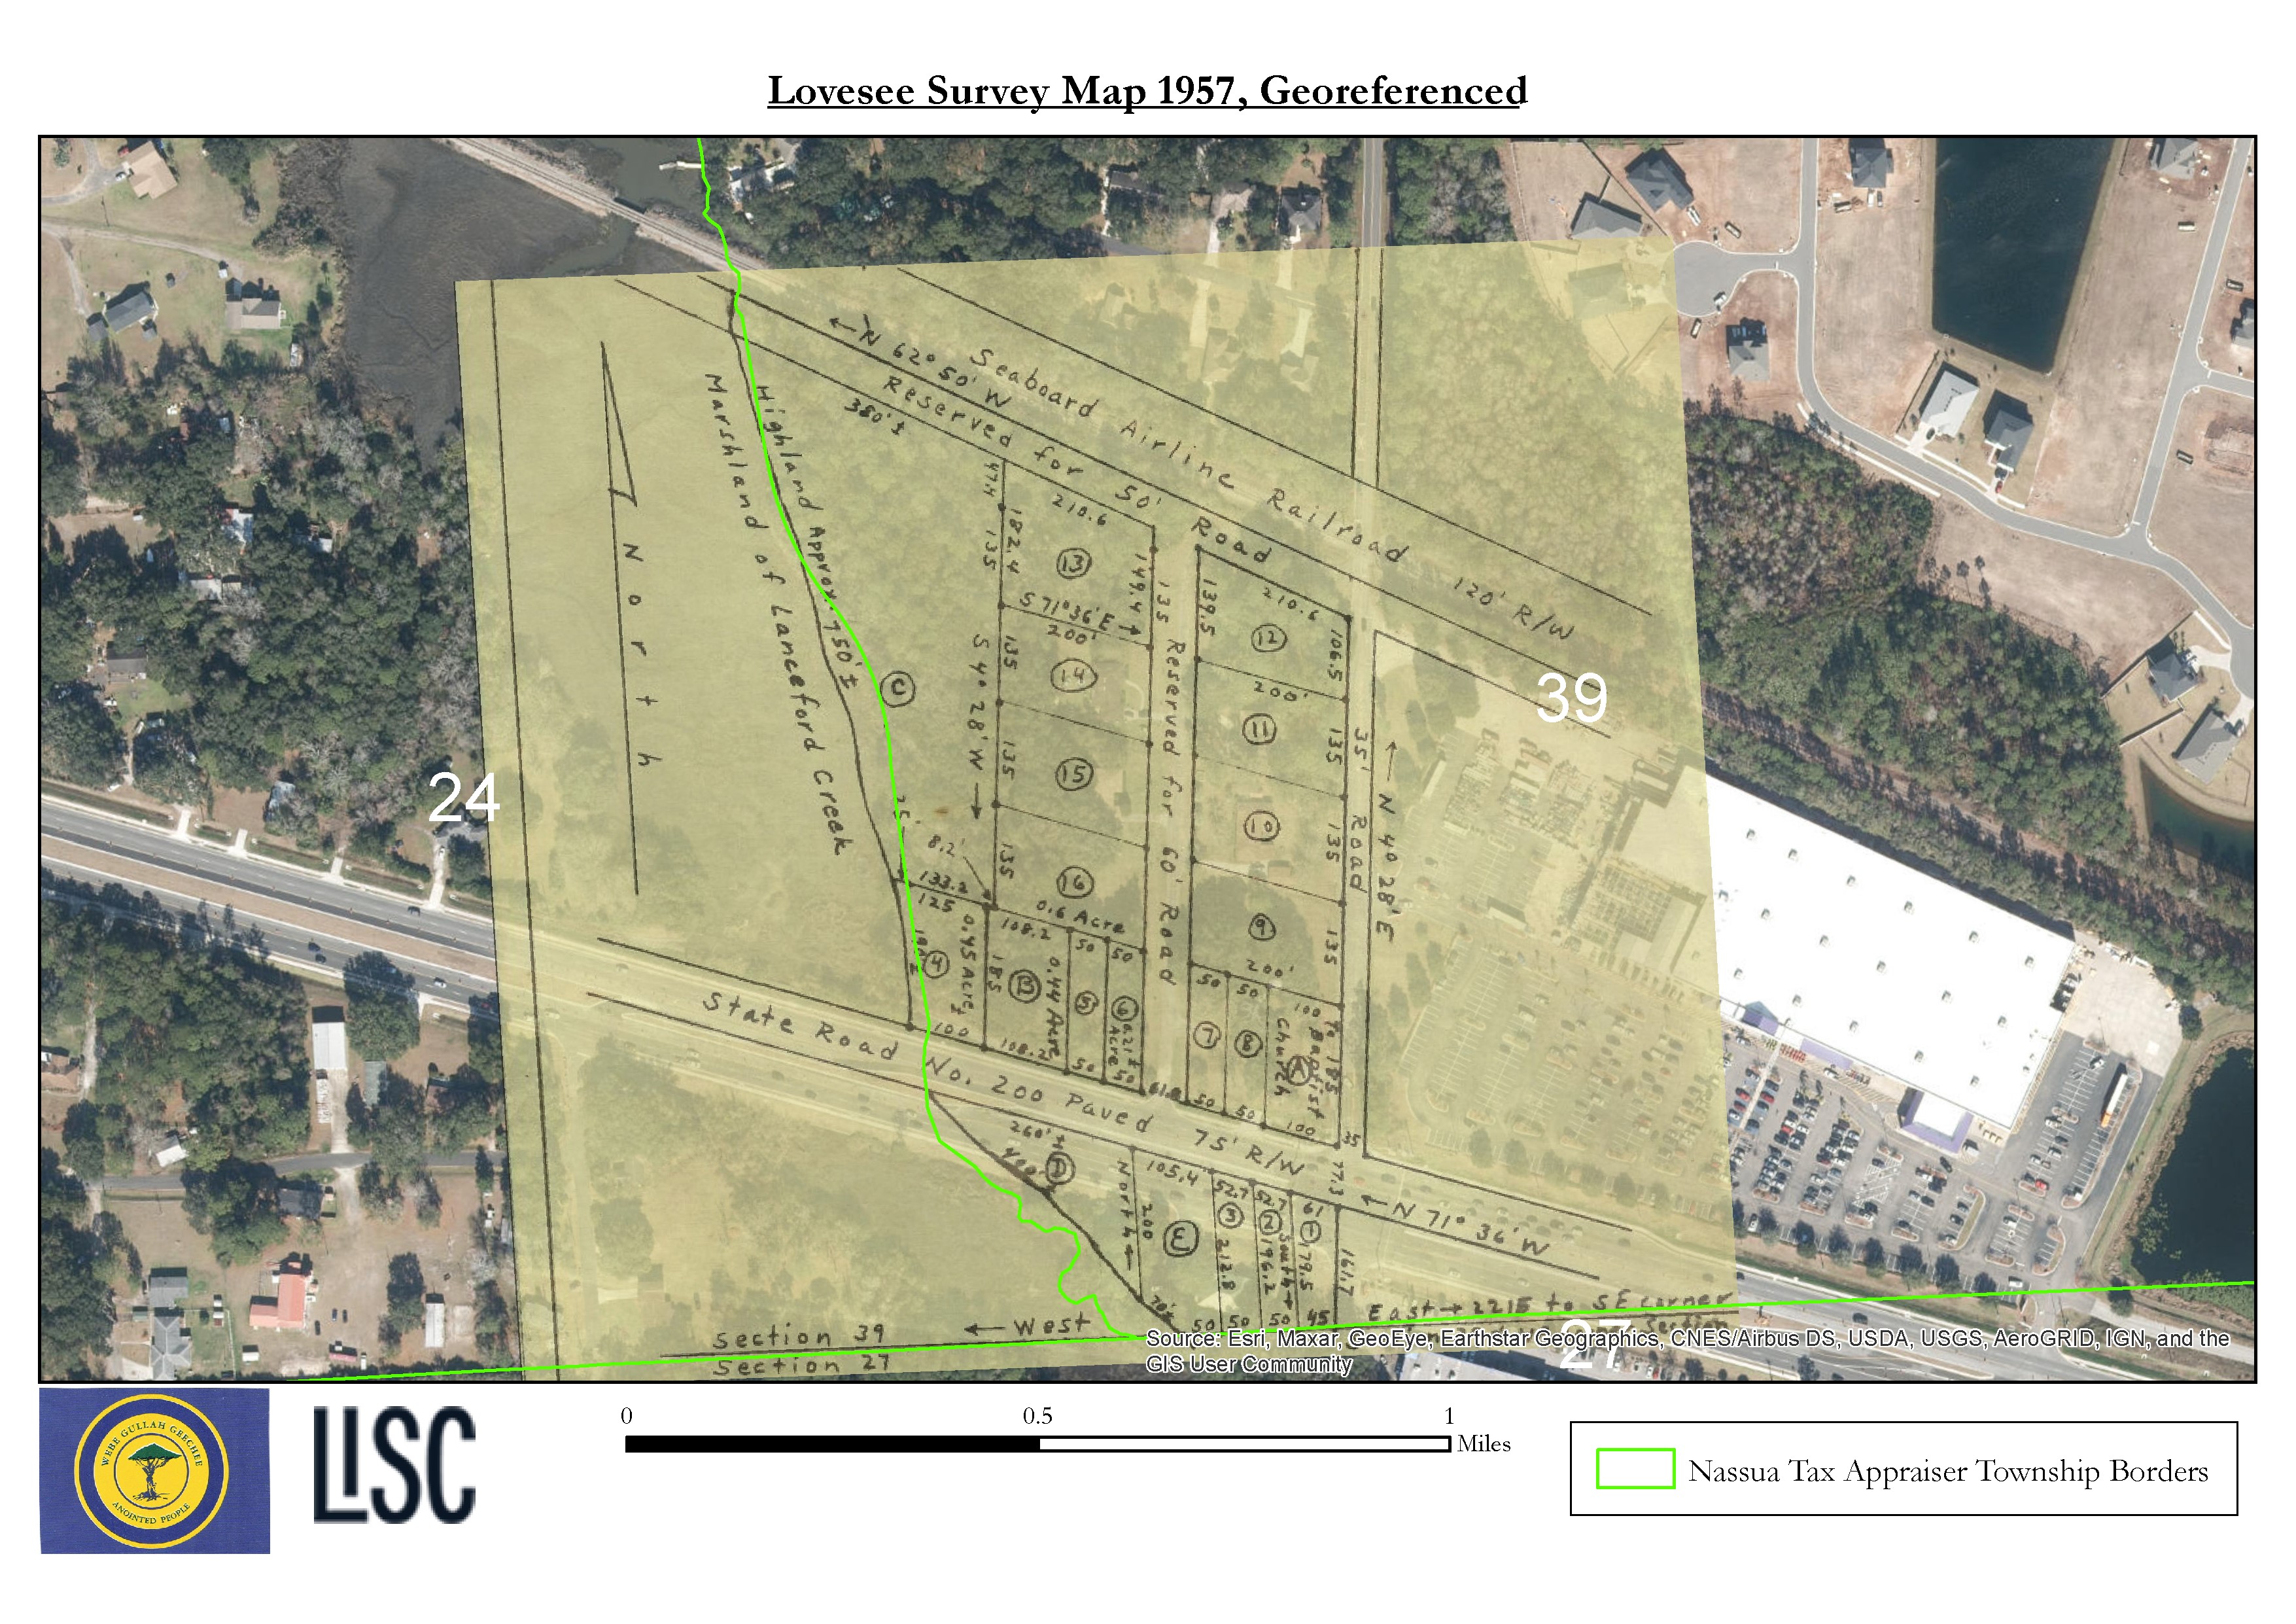 Lovesee Survey Map 1957, Georeferenced
N 62° 50' W
Seaboard Airline Railroad 120' R/W
Reserved for 50' Road
380'±
Highland Approx. 750'±
Marshland of Lanceford Creek
North
47.4
210.6
182.4
135
13
149.4
135
S 71°36'E
200'
139.5
210.6
12
106.5
135
14
S 4° 28' W
Reserved for 60' Road
200'
11
135
35' Road
N 4° 28' E
39
C
135
15
10
135
24
25'
8.2'
135
16
133.2
125
0.6 Acre
9
135
108.2
50
50
200'
50
50
100
4
0.45 Acre ±
185
B
0.44 Acre
5
6
0.21 ± Acre
7
8
Baptist Church
A
185
100
108.2
50
50
61.8
50
50
100
35
State Road No. 200 Paved 75' R/W
260'±
D
105.4
52.7
52.7
61
77.3
N 71° 36' W
North
200
E
3
212.8
2
196.2
South
1
179.5
161.7
70'±
50
50
50
45
East 2215 to SE corner
Section
Section 39
West
Section 27
27
Source: Esri, Maxar, GeoEye, Earthstar Geographics, CNES/Airbus DS, USDA, USGS, AeroGRID, IGN, and the
GIS User Community
WEBE GULLAH GEECHEE
ANOINTED PEOPLE
LISC
0
0.5
1
Miles
Nassua Tax Appraiser Township Borders